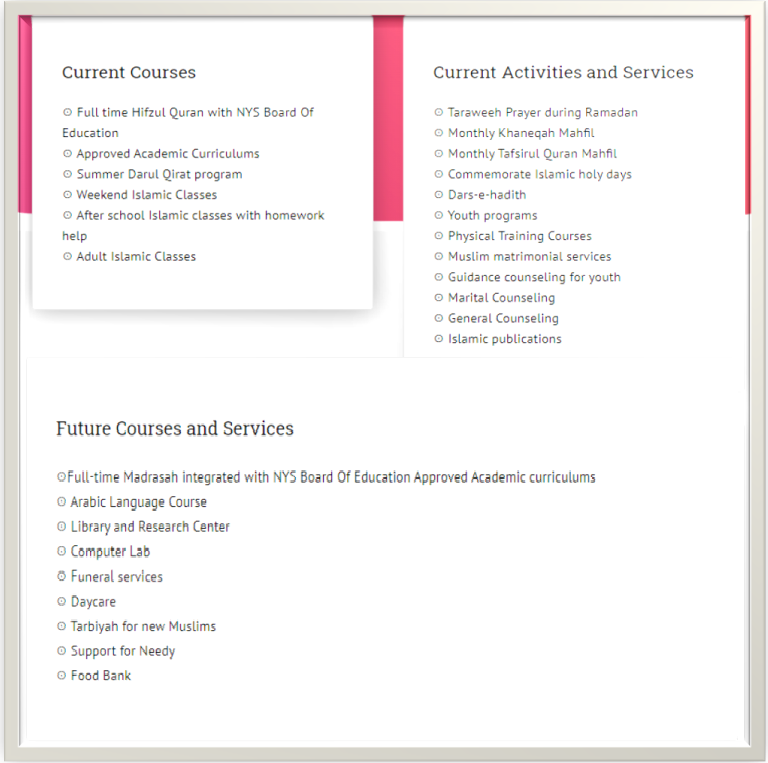 Current Courses
⊙ Full time Hifzul Quran with NYS Board Of
Education
⊙ Approved Academic Curriculums
⊙ Summer Darul Qirat program
⊙ Weekend Islamic Classes
⊙ After school Islamic classes with homework
help
⊙ Adult Islamic Classes
Current Activities and Services
⊙ Taraweeh Prayer during Ramadan
⊙ Monthly Khaneqah Mahfil
⊙ Monthly Tafsirul Quran Mahfil
⊙ Commemorate Islamic holy days
⊙ Dars-e-hadith
⊙ Youth programs
⊙ Physical Training Courses
⊙ Muslim matrimonial services
⊙ Guidance counseling for youth
⊙ Marital Counseling
⊙ General Counseling
⊙ Islamic publications
Future Courses and Services
⊙Full-time Madrasah integrated with NYS Board Of Education Approved Academic curriculums
⊙ Arabic Language Course
⊙ Library and Research Center
⊙ Computer Lab
⊙ Funeral services
⊙ Daycare
⊙ Tarbiyah for new Muslims
⊙ Support for Needy
⊙ Food Bank